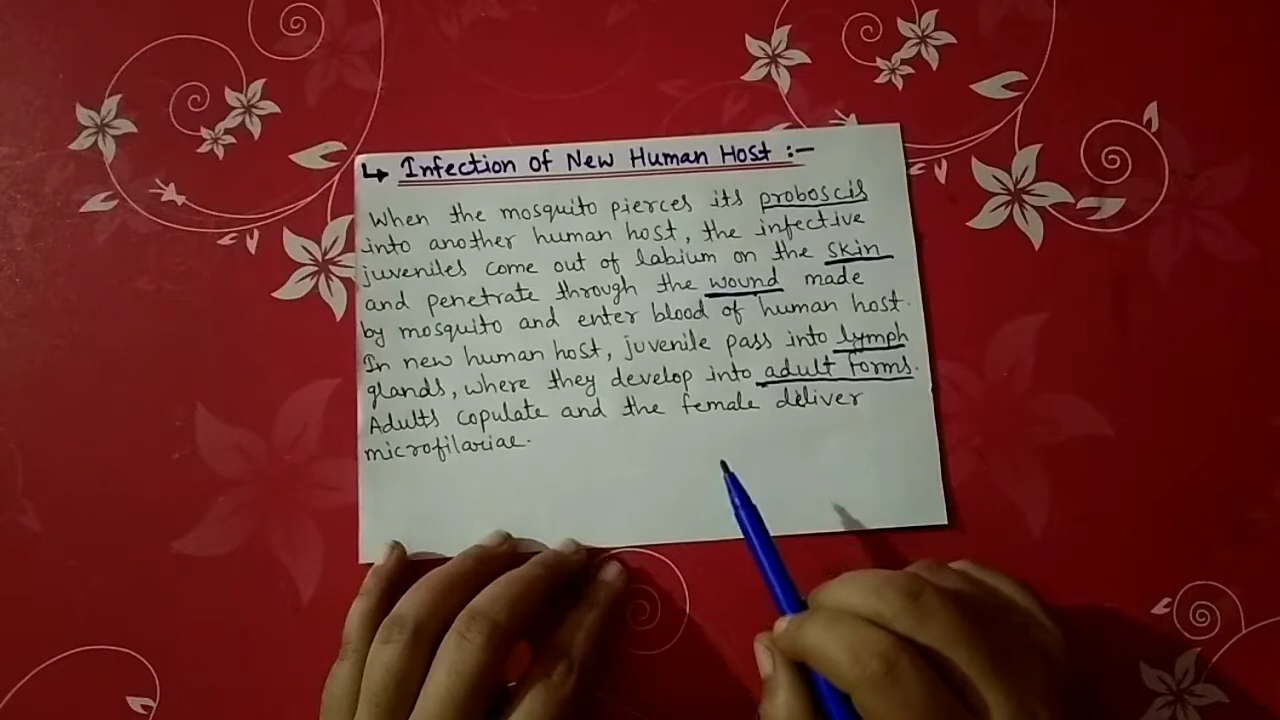 ↳ Infection of New Human Host :-
When the mosquito pierces its proboscis
into another human host, the infective
juveniles come out of labium on the skin
and penetrate through the wound made
by mosquito and enter blood of human host.
In new human host, juvenile pass into lymph
glands, where they develop into adult forms.
Adults copulate and the female deliver
microfilariae.